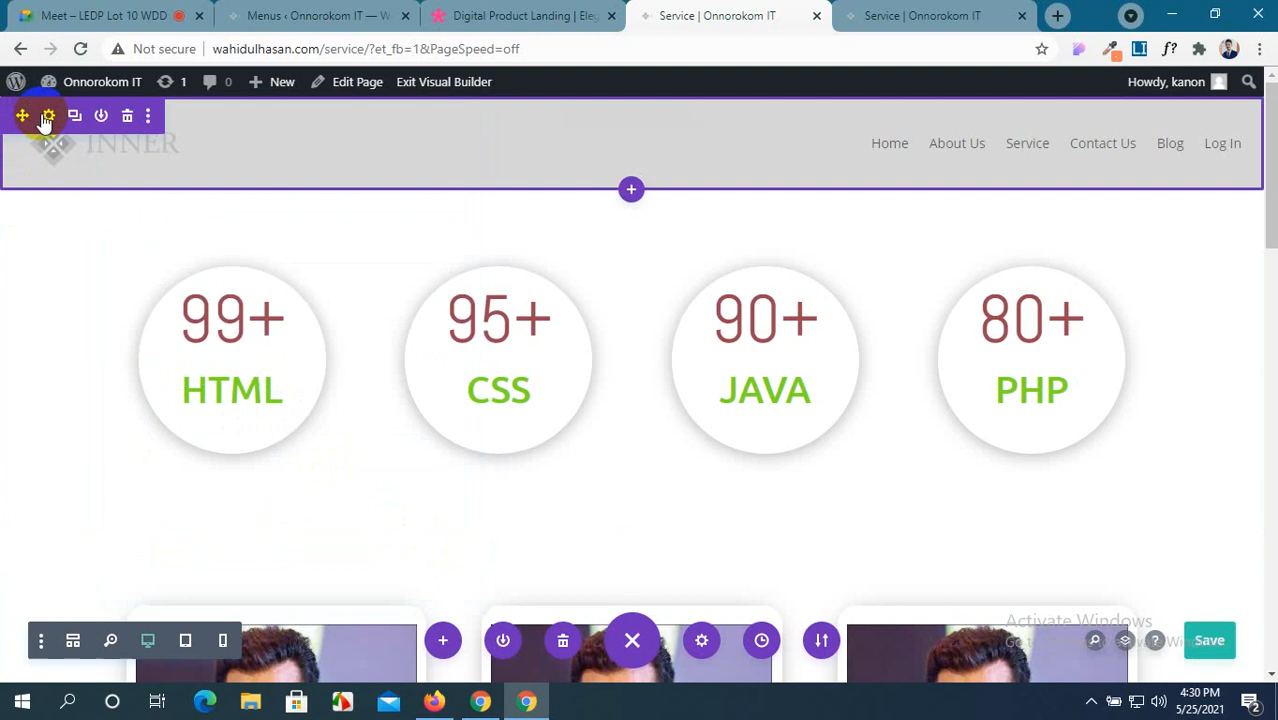 Meet – LEDP Lot 10 WDD
Menus ‹ Onnorokom IT — W
Digital Product Landing | Eleg
Service | Onnorokom IT
Service | Onnorokom IT
Not secure
wahidulhasan.com/service/?et_fb=1&PageSpeed=off
Onnorokom IT
1
0
New
Edit Page
Exit Visual Builder
Howdy, kanon
INNER
Home
About Us
Service
Contact Us
Blog
Log In
99+
95+
90+
80+
HTML
CSS
JAVA
PHP
Activate Windows
Save
4:30 PM
5/25/2021
2